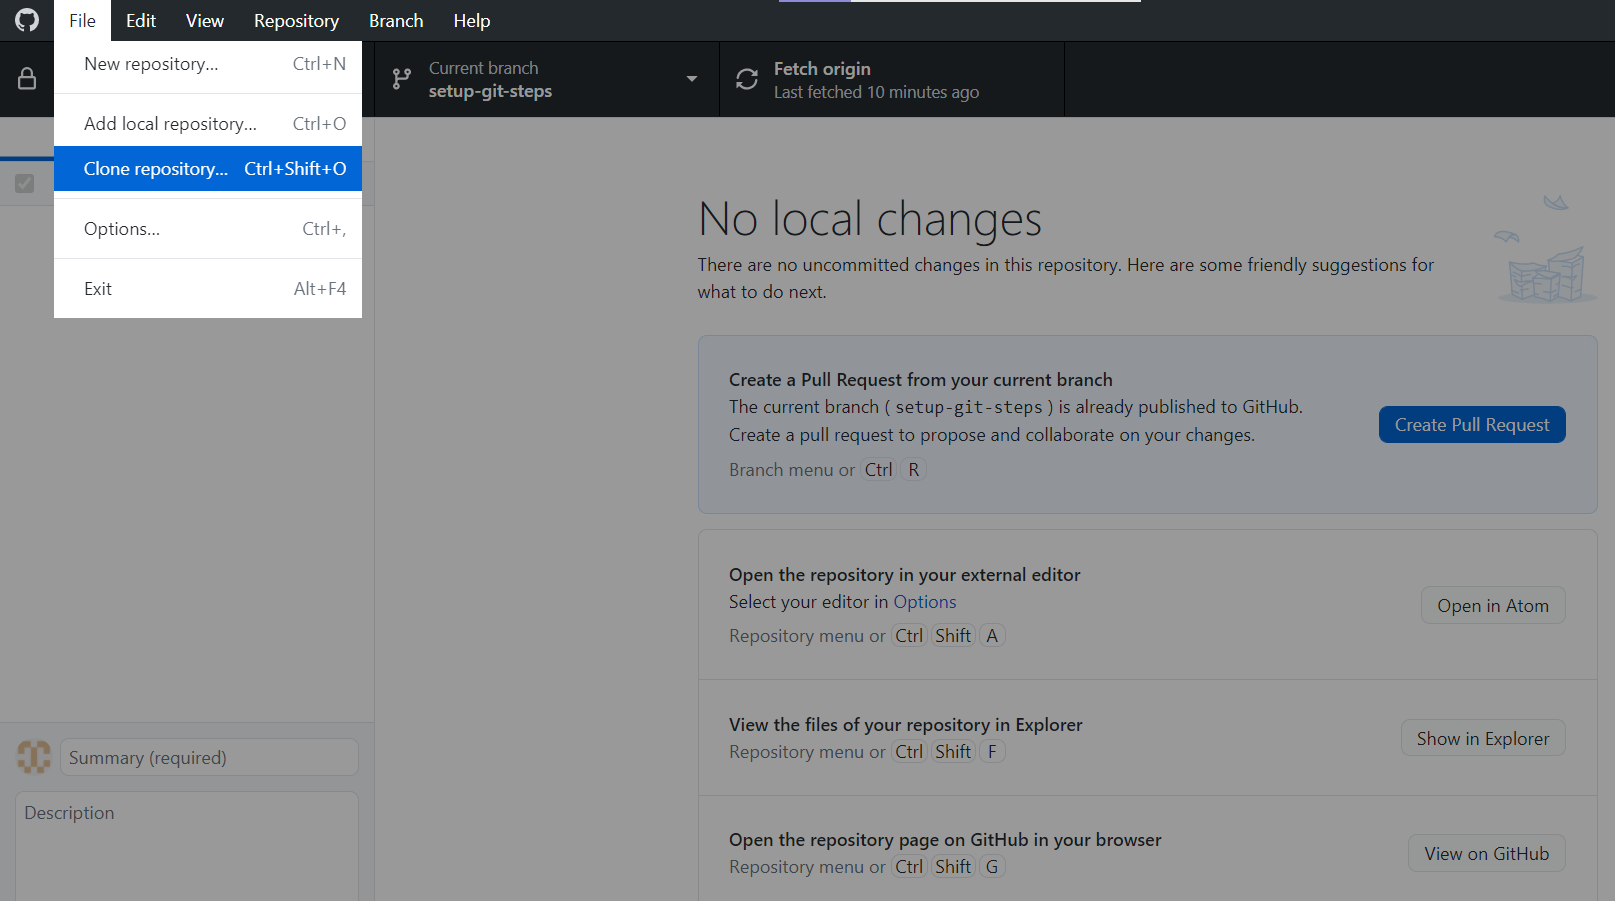 File Edit View Repository Branch Help
New repository... Ctrl+N
Add local repository... Ctrl+O
Clone repository... Ctrl+Shift+O
Options... Ctrl+,
Exit Alt+F4
Current branch
setup-git-steps
Fetch origin
Last fetched 10 minutes ago
No local changes
There are no uncommitted changes in this repository. Here are some friendly suggestions for
what to do next.
Create a Pull Request from your current branch
The current branch ( setup-git-steps ) is already published to GitHub.
Create a pull request to propose and collaborate on your changes.
Branch menu or Ctrl R
Create Pull Request
Open the repository in your external editor
Select your editor in Options
Repository menu or Ctrl Shift A
Open in Atom
View the files of your repository in Explorer
Repository menu or Ctrl Shift F
Show in Explorer
Open the repository page on GitHub in your browser
Repository menu or Ctrl Shift G
View on GitHub
Summary (required)
Description